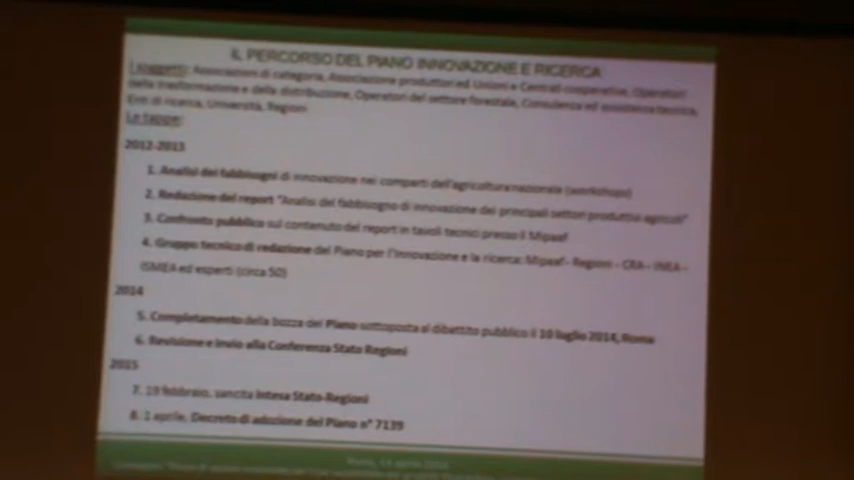 IL PERCORSO DEL PIANO INNOVAZIONE E RICERCA
I soggetti: Associazioni di categoria, Associazione produttori ed Unioni e Centrali cooperative, Operatori
della trasformazione e della distribuzione, Operatori del settore forestale, Consulenza ed assistenza tecnica,
Enti di ricerca, Università, Regioni
Le tappe:
2012-2013
1. Analisi dei fabbisogni di innovazione nei comparti dell'agricoltura nazionale (workshops)
2. Redazione del report "Analisi del fabbisogno di innovazione dei principali settori produttivi agricoli"
3. Confronto pubblico sul contenuto del report in tavoli tecnici presso il Mipaaf
4. Gruppo tecnico di redazione del Piano per l'innovazione e la ricerca: Mipaaf - Regioni - CRA - INEA -
ISMEA ed esperti (circa 50)
2014
5. Completamento della bozza del Piano sottoposta al dibattito pubblico il 10 luglio 2014, Roma
6. Revisione e invio alla Conferenza Stato Regioni
2015
7. 19 febbraio, sancita Intesa Stato-Regioni
8. 1 aprile, Decreto di adozione del Piano n° 7139